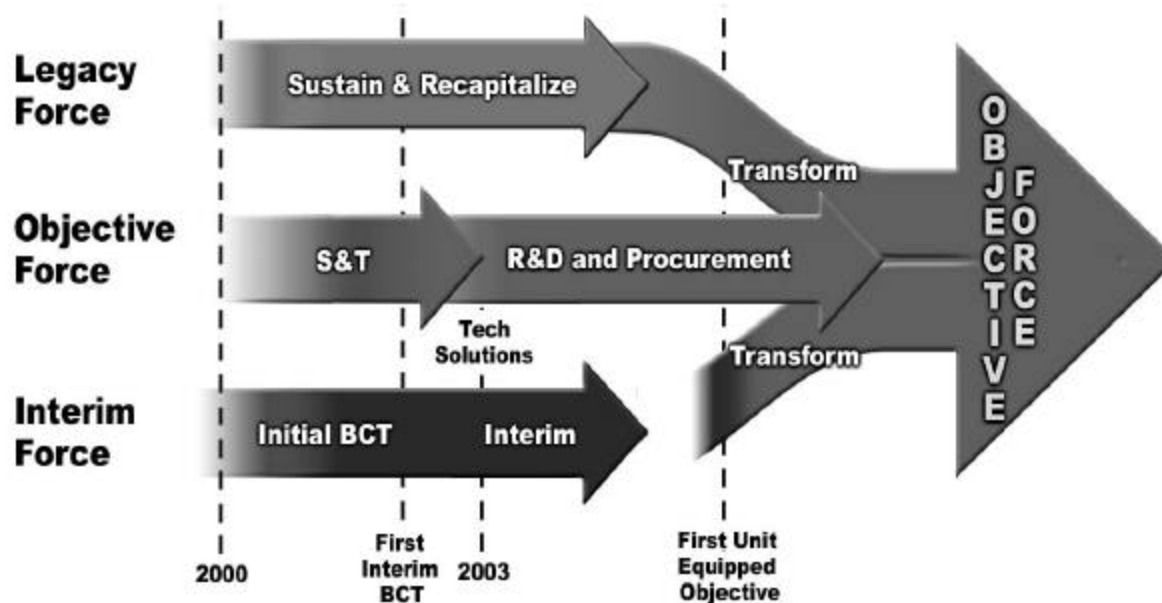 Legacy
Force
Sustain & Recapitalize
Transform
OBJECTIVE
FORCE
Objective
Force
S&T
R&D and Procurement
Tech
Solutions
Transform
Interim
Force
Initial BCT
Interim
2000
First
Interim
BCT
2003
First Unit
Equipped
Objective